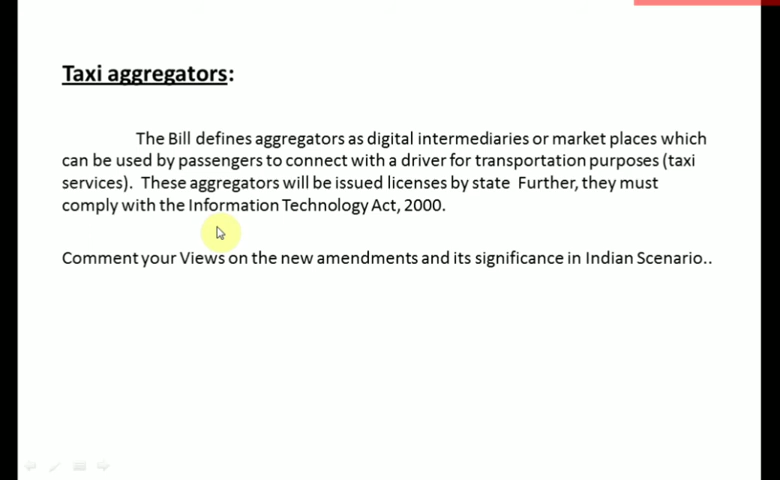 Taxi aggregators:
The Bill defines aggregators as digital intermediaries or market places which
can be used by passengers to connect with a driver for transportation purposes (taxi
services). These aggregators will be issued licenses by state Further, they must
comply with the Information Technology Act, 2000.
Comment your Views on the new amendments and its significance in Indian Scenario..